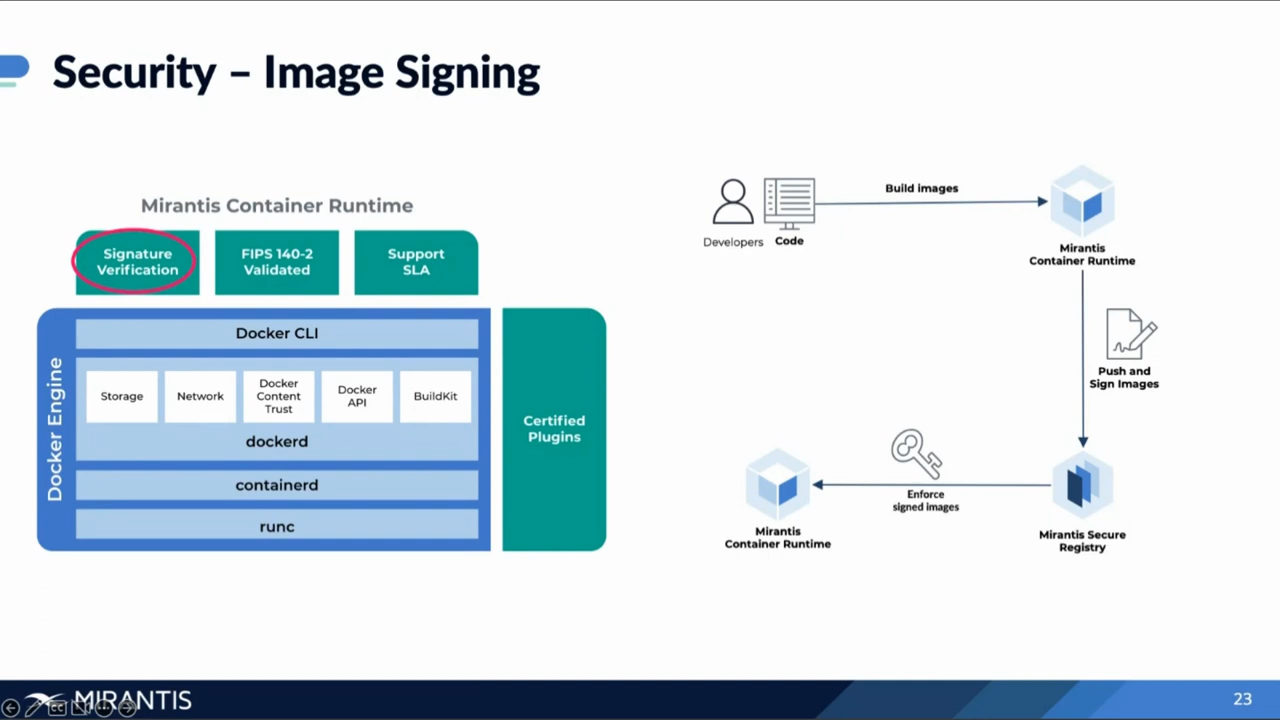 Security – Image Signing
Mirantis Container Runtime
Signature
Verification
FIPS 140-2
Validated
Support
SLA
Docker Engine
Docker CLI
Storage
Network
Docker
Content
Trust
Docker
API
BuildKit
dockerd
containerd
runc
Certified
Plugins
Developers
Code
Build images
Mirantis
Container Runtime
Push and
Sign Images
Mirantis Secure
Registry
Enforce
signed images
Mirantis
Container Runtime
MIRANTIS
CC
23